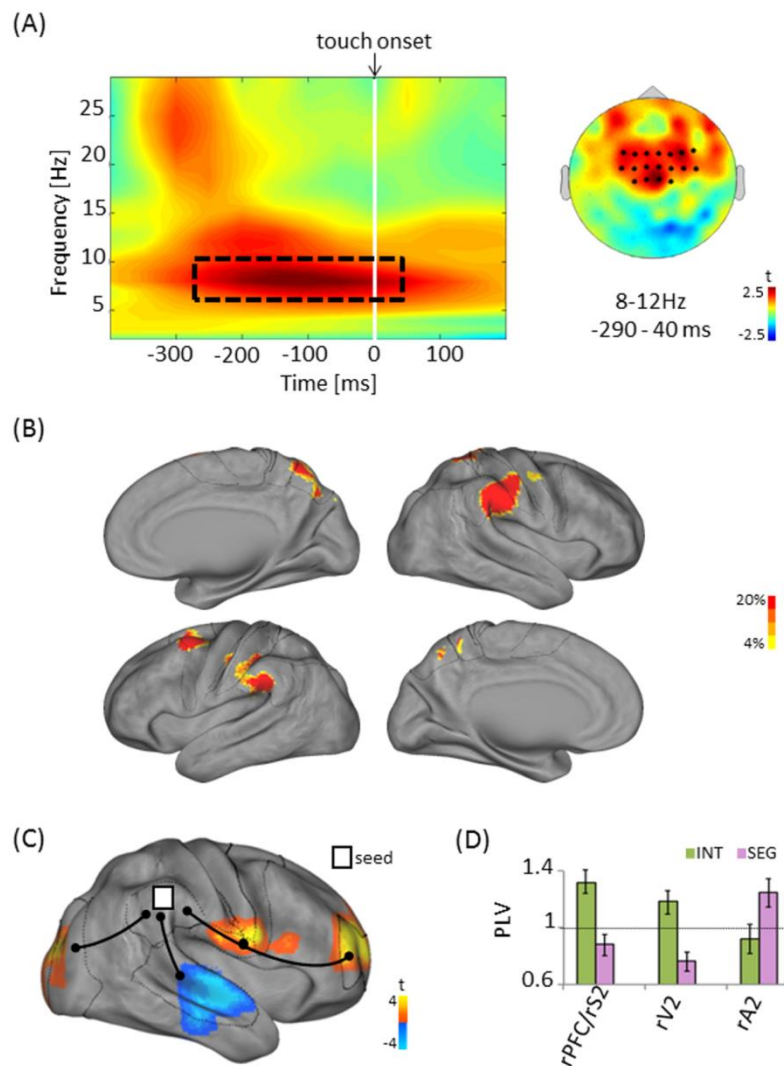 (A)
touch onset
Frequency [Hz]
25
20
15
10
5
-300
-200
-100
0
100
Time [ms]
t
2.5
-2.5
8-12Hz
-290 - 40 ms
(B)
20%
4%
(C)
seed
t
4
-4
(D)
INT
SEG
PLV
1.4
1
0.6
rPFC/rS2
rV2
rA2